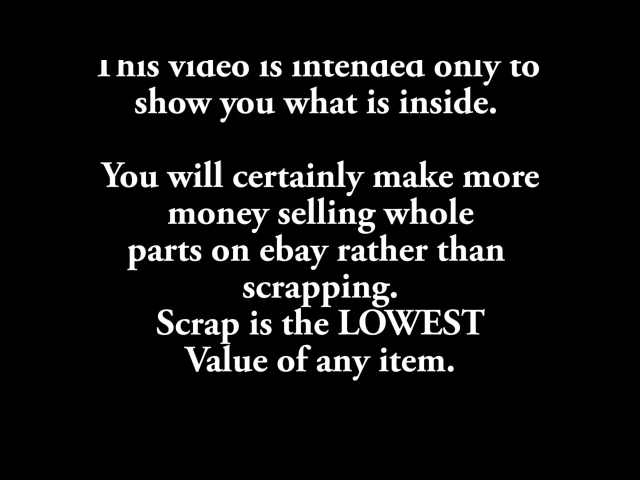 This video is intended only to
show you what is inside.
You will certainly make more
money selling whole
parts on ebay rather than
scrapping.
Scrap is the LOWEST
Value of any item.